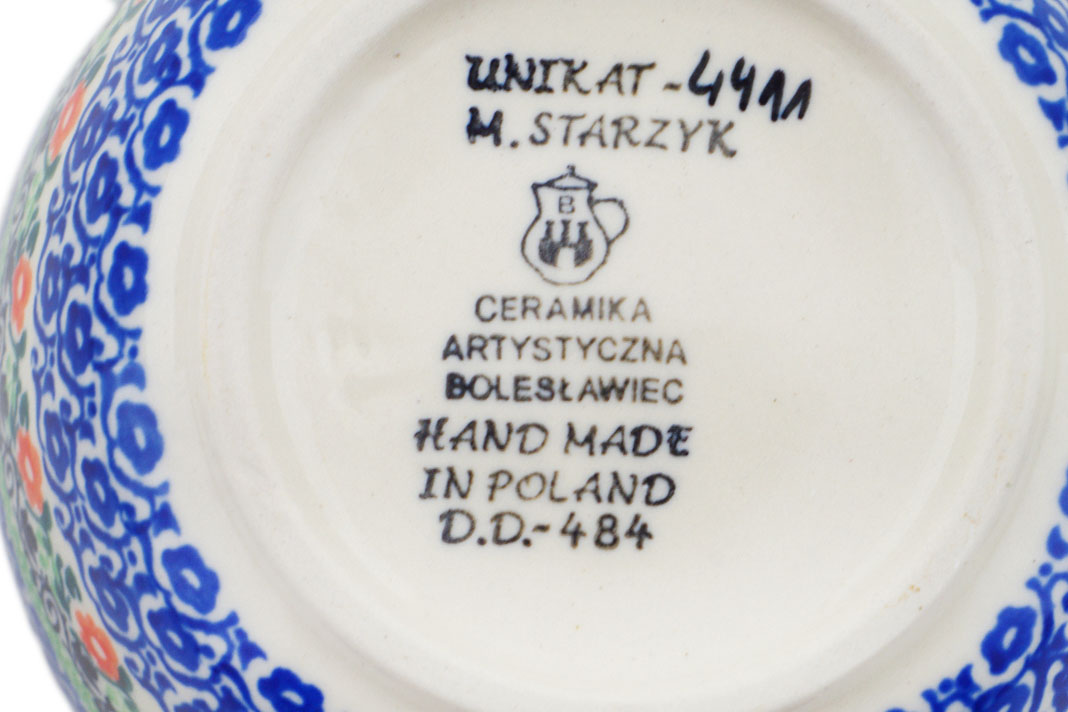 UNIKAT-4411
M. STARZYK
B
CERAMIKA
ARTYSTYCZNA
BOLESŁAWIEC
HAND MADE
IN POLAND
D.D.-484